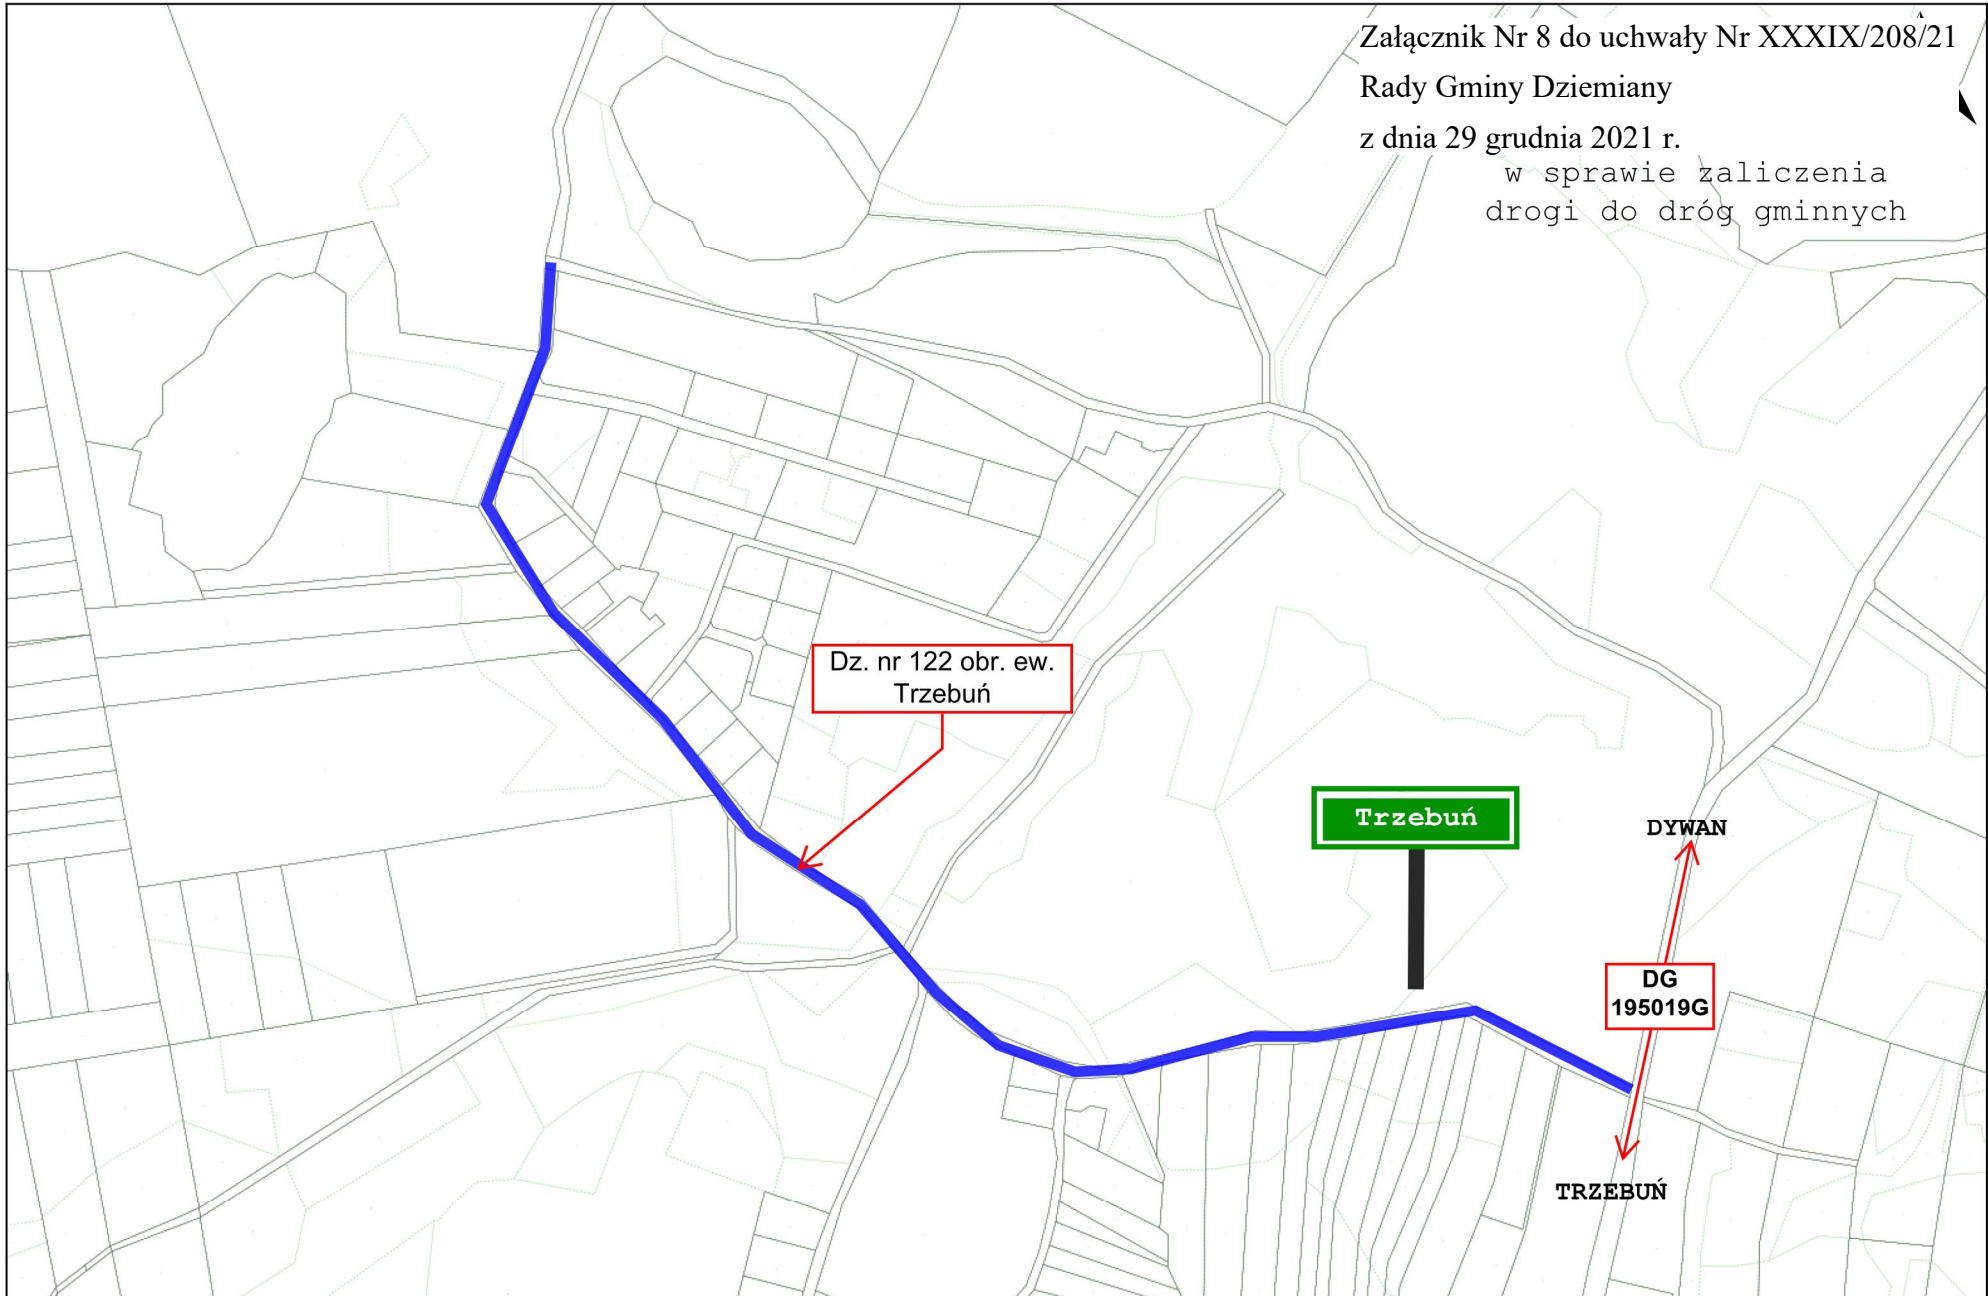 Załącznik Nr 8 do uchwały Nr XXXIX/208/21
Rady Gminy Dziemiany
z dnia 29 grudnia 2021 r.
w sprawie zaliczenia
drogi do dróg gminnych
Dz. nr 122 obr. ew.
Trzebuń
Trzebuń
DYWAN
DG
195019G
TRZEBUŃ